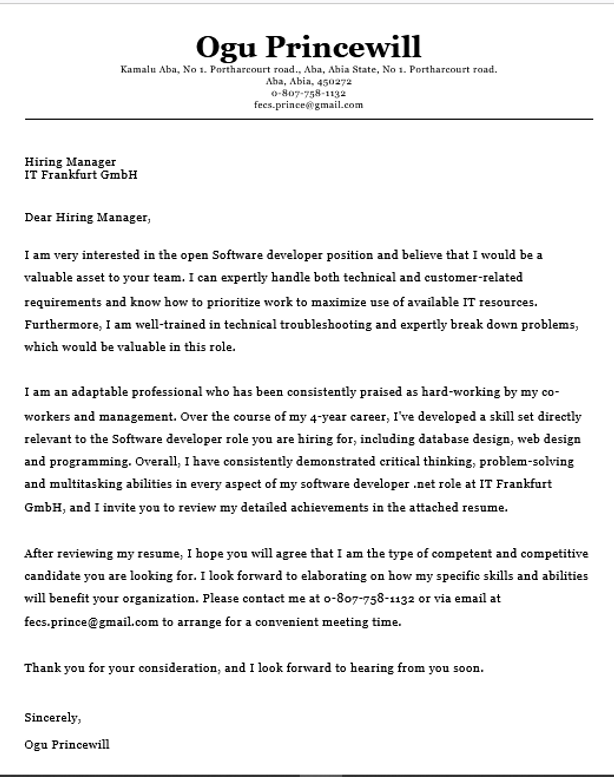 Ogu Princewill
Kamalu Aba, No 1. Portharcourt road., Aba, Abia State, No 1. Portharcourt road.
Aba, Abia, 450272
0-807-758-1132
fecs.prince@gmail.com
Hiring Manager
IT Frankfurt GmbH
Dear Hiring Manager,
I am very interested in the open Software developer position and believe that I would be a
valuable asset to your team. I can expertly handle both technical and customer-related
requirements and know how to prioritize work to maximize use of available IT resources.
Furthermore, I am well-trained in technical troubleshooting and expertly break down problems,
which would be valuable in this role.
I am an adaptable professional who has been consistently praised as hard-working by my co-
workers and management. Over the course of my 4-year career, I've developed a skill set directly
relevant to the Software developer role you are hiring for, including database design, web design
and programming. Overall, I have consistently demonstrated critical thinking, problem-solving
and multitasking abilities in every aspect of my software developer .net role at IT Frankfurt
GmbH, and I invite you to review my detailed achievements in the attached resume.
After reviewing my resume, I hope you will agree that I am the type of competent and competitive
candidate you are looking for. I look forward to elaborating on how my specific skills and abilities
will benefit your organization. Please contact me at 0-807-758-1132 or via email at
fecs.prince@gmail.com to arrange for a convenient meeting time.
Thank you for your consideration, and I look forward to hearing from you soon.
Sincerely,
Ogu Princewill